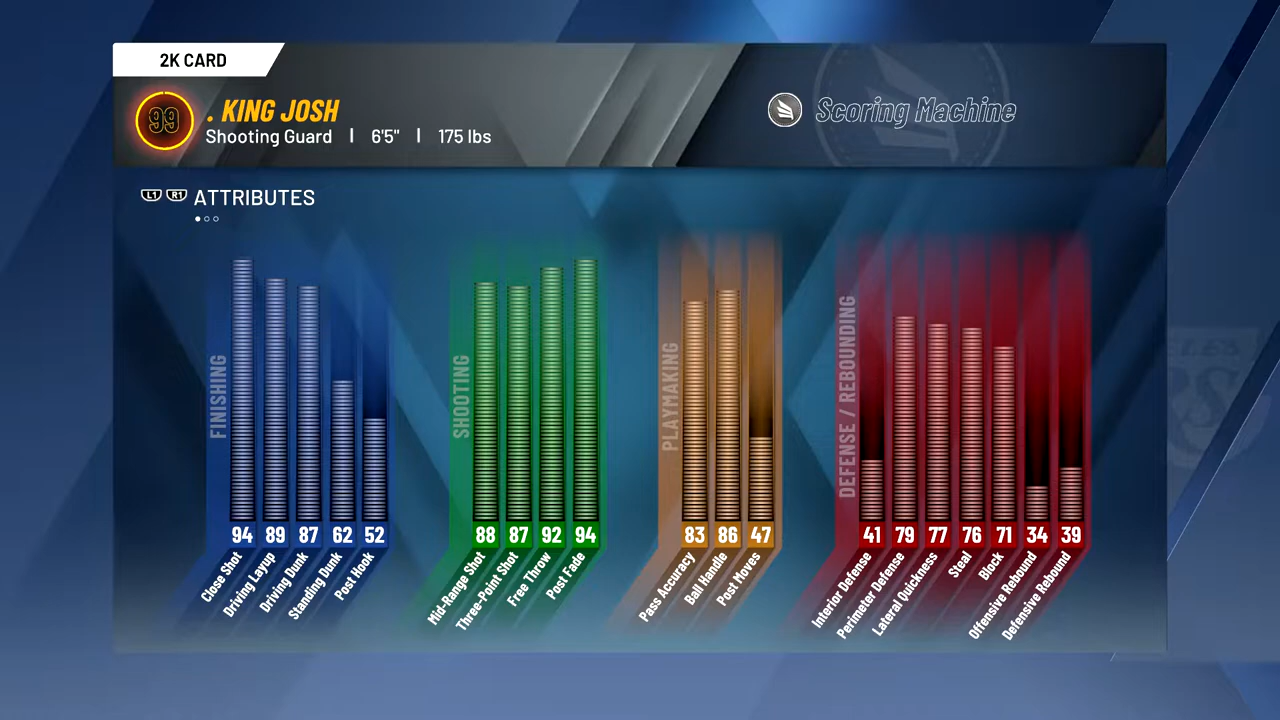 2K CARD
99
. KING JOSH
Shooting Guard | 6'5" | 175 lbs
Scoring Machine
L1 R1 ATTRIBUTES
FINISHING
94 89 87 62 52
Close Shot
Driving Layup
Driving Dunk
Standing Dunk
Post Hook
SHOOTING
88 87 92 94
Mid-Range Shot
Three-Point Shot
Free Throw
Post Fade
PLAYMAKING
83 86 47
Pass Accuracy
Ball Handle
Post Moves
DEFENSE / REBOUNDING
41 79 77 76 71 34 39
Interior Defense
Perimeter Defense
Lateral Quickness
Steal
Block
Offensive Rebound
Defensive Rebound